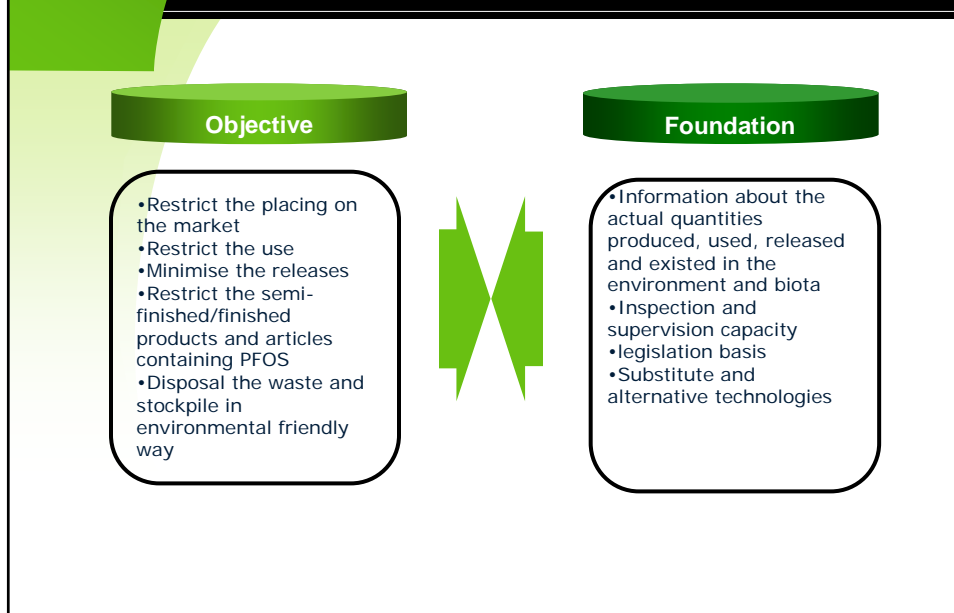 Objective
•Restrict the placing on
the market
•Restrict the use
•Minimise the releases
•Restrict the semi-
finished/finished
products and articles
containing PFOS
•Disposal the waste and
stockpile in
environmental friendly
way
Foundation
•Information about the
actual quantities
produced, used, released
and existed in the
environment and biota
•Inspection and
supervision capacity
•legislation basis
•Substitute and
alternative technologies